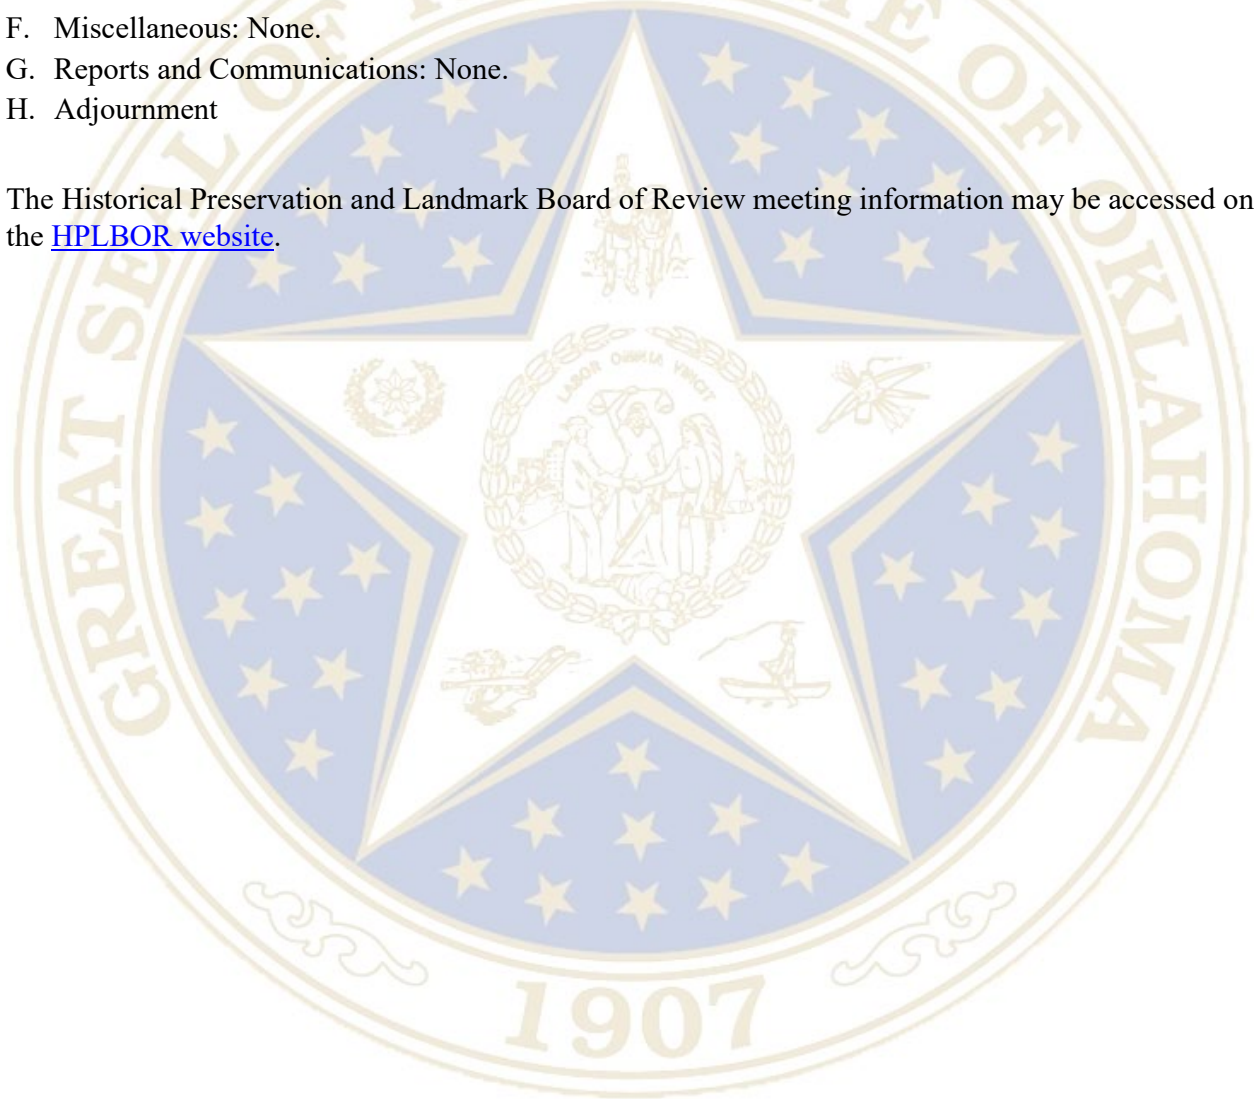 F. Miscellaneous: None.
G. Reports and Communications: None.
H. Adjournment
The Historical Preservation and Landmark Board of Review meeting information may be accessed on
the HPLBOR website.
GREAT SEAL OF THE OF OKLAHOMA
LABOR OMNIA VINCIT
1907